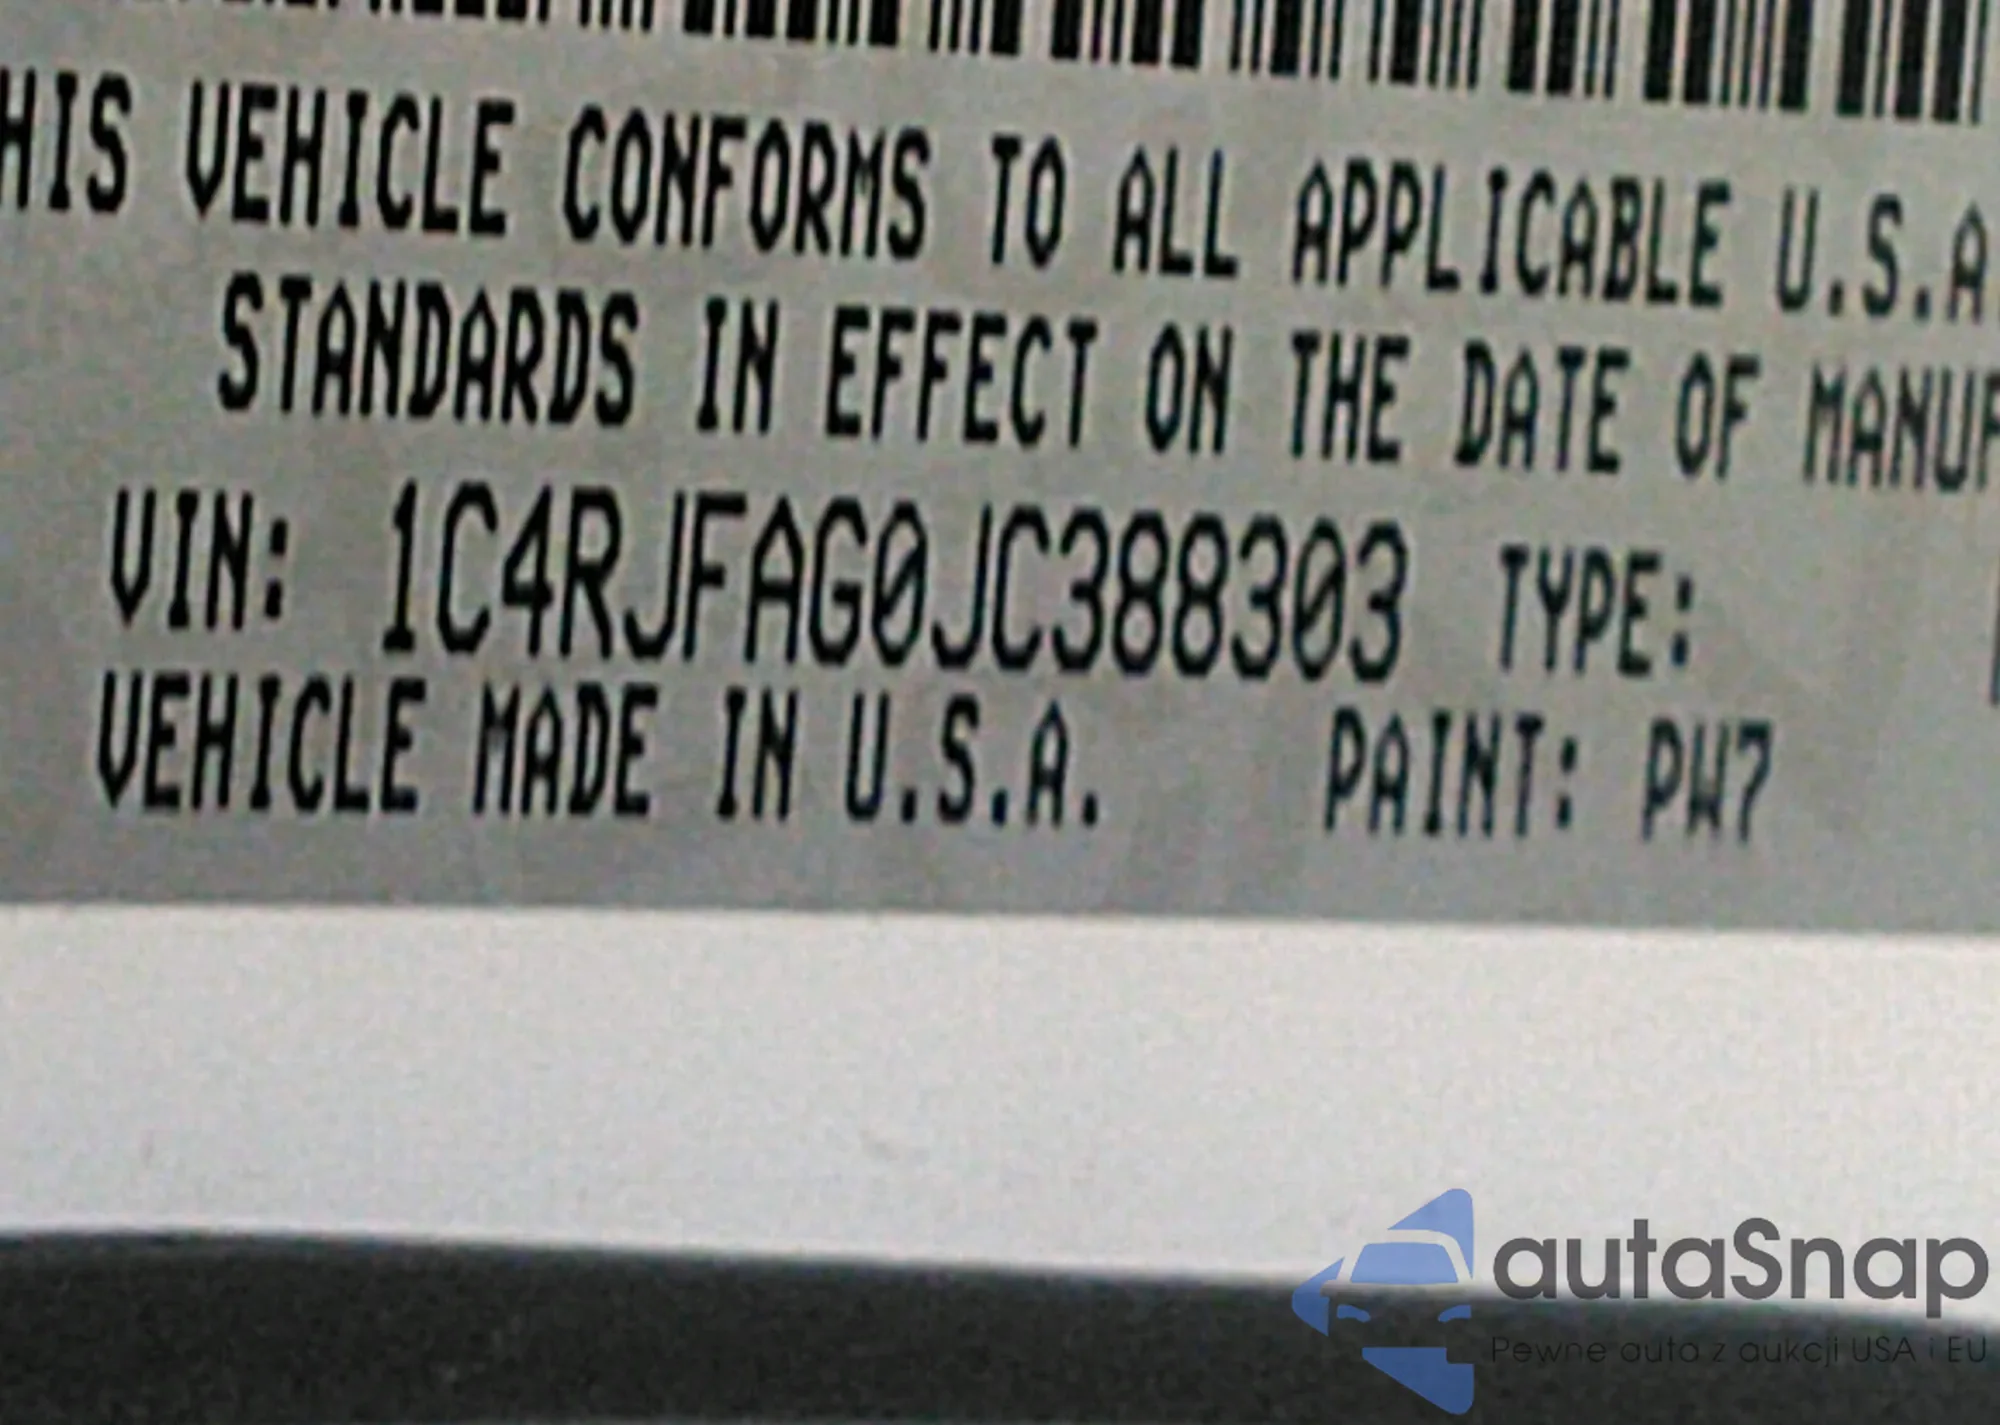 HIS VEHICLE CONFORMS TO ALL APPLICABLE U.S.A.
STANDARDS IN EFFECT ON THE DATE OF MANUF
VIN: 1C4RJFAG0JC388303 TYPE:
VEHICLE MADE IN U.S.A. PAINT: PW7
autaSnap
Pewne auto z aukcji USA i EU